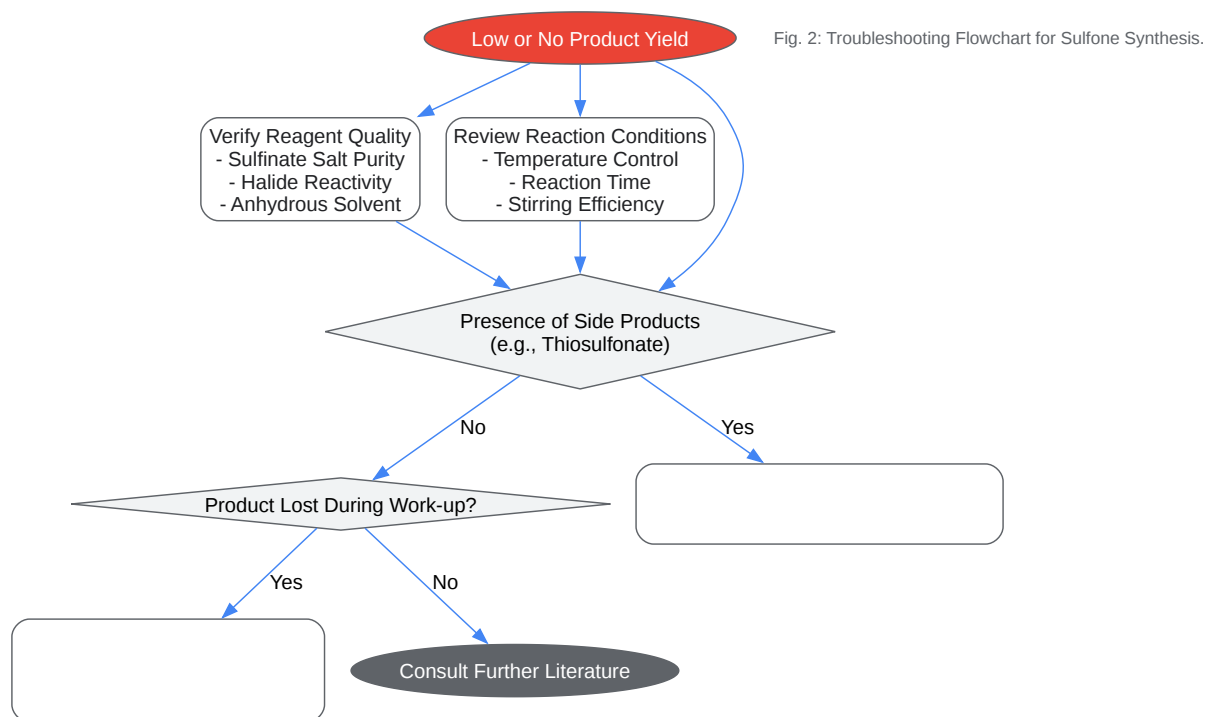 Low or No Product Yield
Fig. 2: Troubleshooting Flowchart for Sulfone Synthesis.
Verify Reagent Quality
- Sulfinate Salt Purity
- Halide Reactivity
- Anhydrous Solvent
Review Reaction Conditions
- Temperature Control
- Reaction Time
- Stirring Efficiency
Presence of Side Products
(e.g., Thiosulfonate)
No
Yes
Product Lost During Work-up?
Yes
No
Consult Further Literature